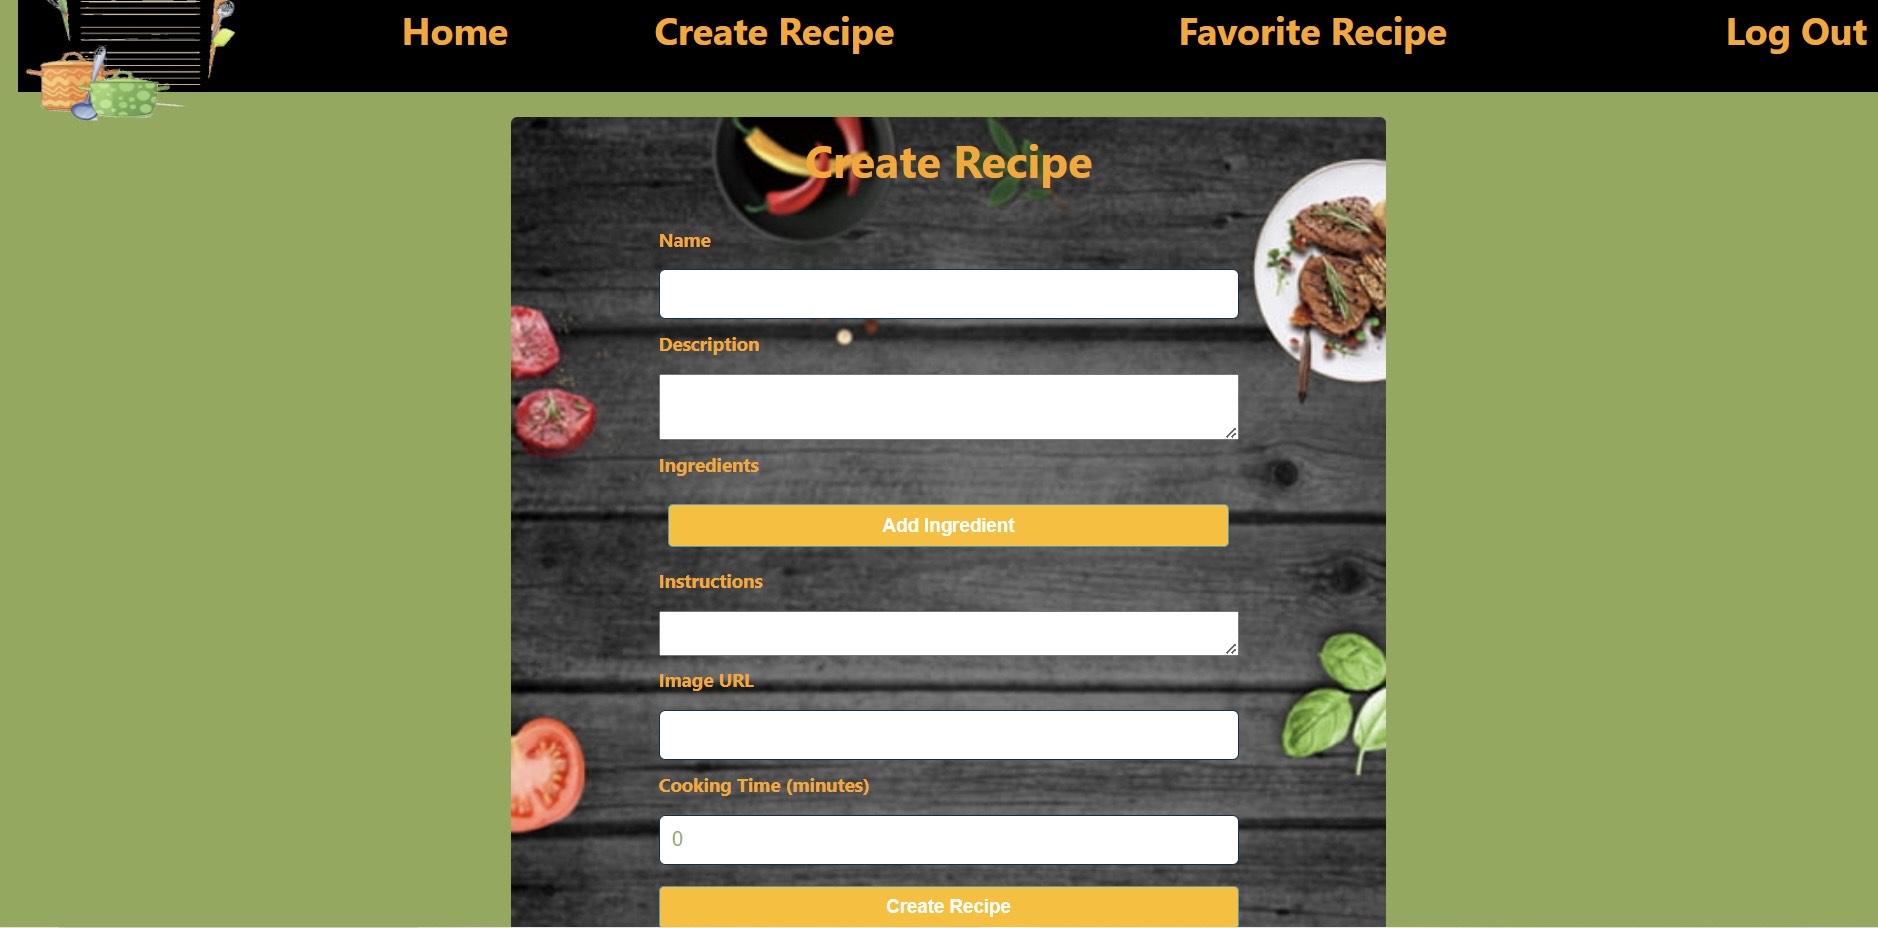 Home Create Recipe Favorite Recipe Log Out
Create Recipe
Name
Description
Ingredients
Add Ingredient
Instructions
Image URL
Cooking Time (minutes)
0
Create Recipe